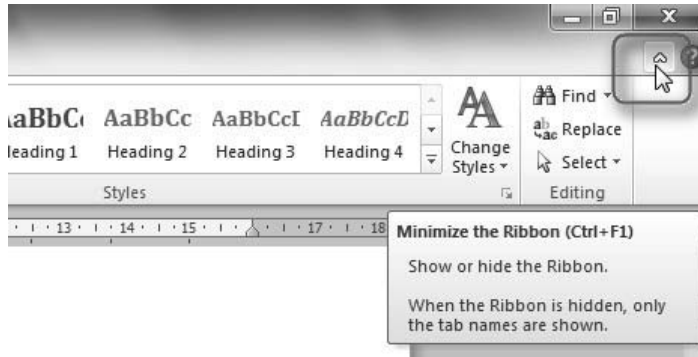 AaBbCc AaBbCc AaBbCcI AaBbCcD
Heading 1 Heading 2 Heading 3 Heading 4
Change
Styles
Find
Replace
Select
Styles
Editing
13 14 15 17 18
Minimize the Ribbon (Ctrl+F1)
Show or hide the Ribbon.
When the Ribbon is hidden, only
the tab names are shown.